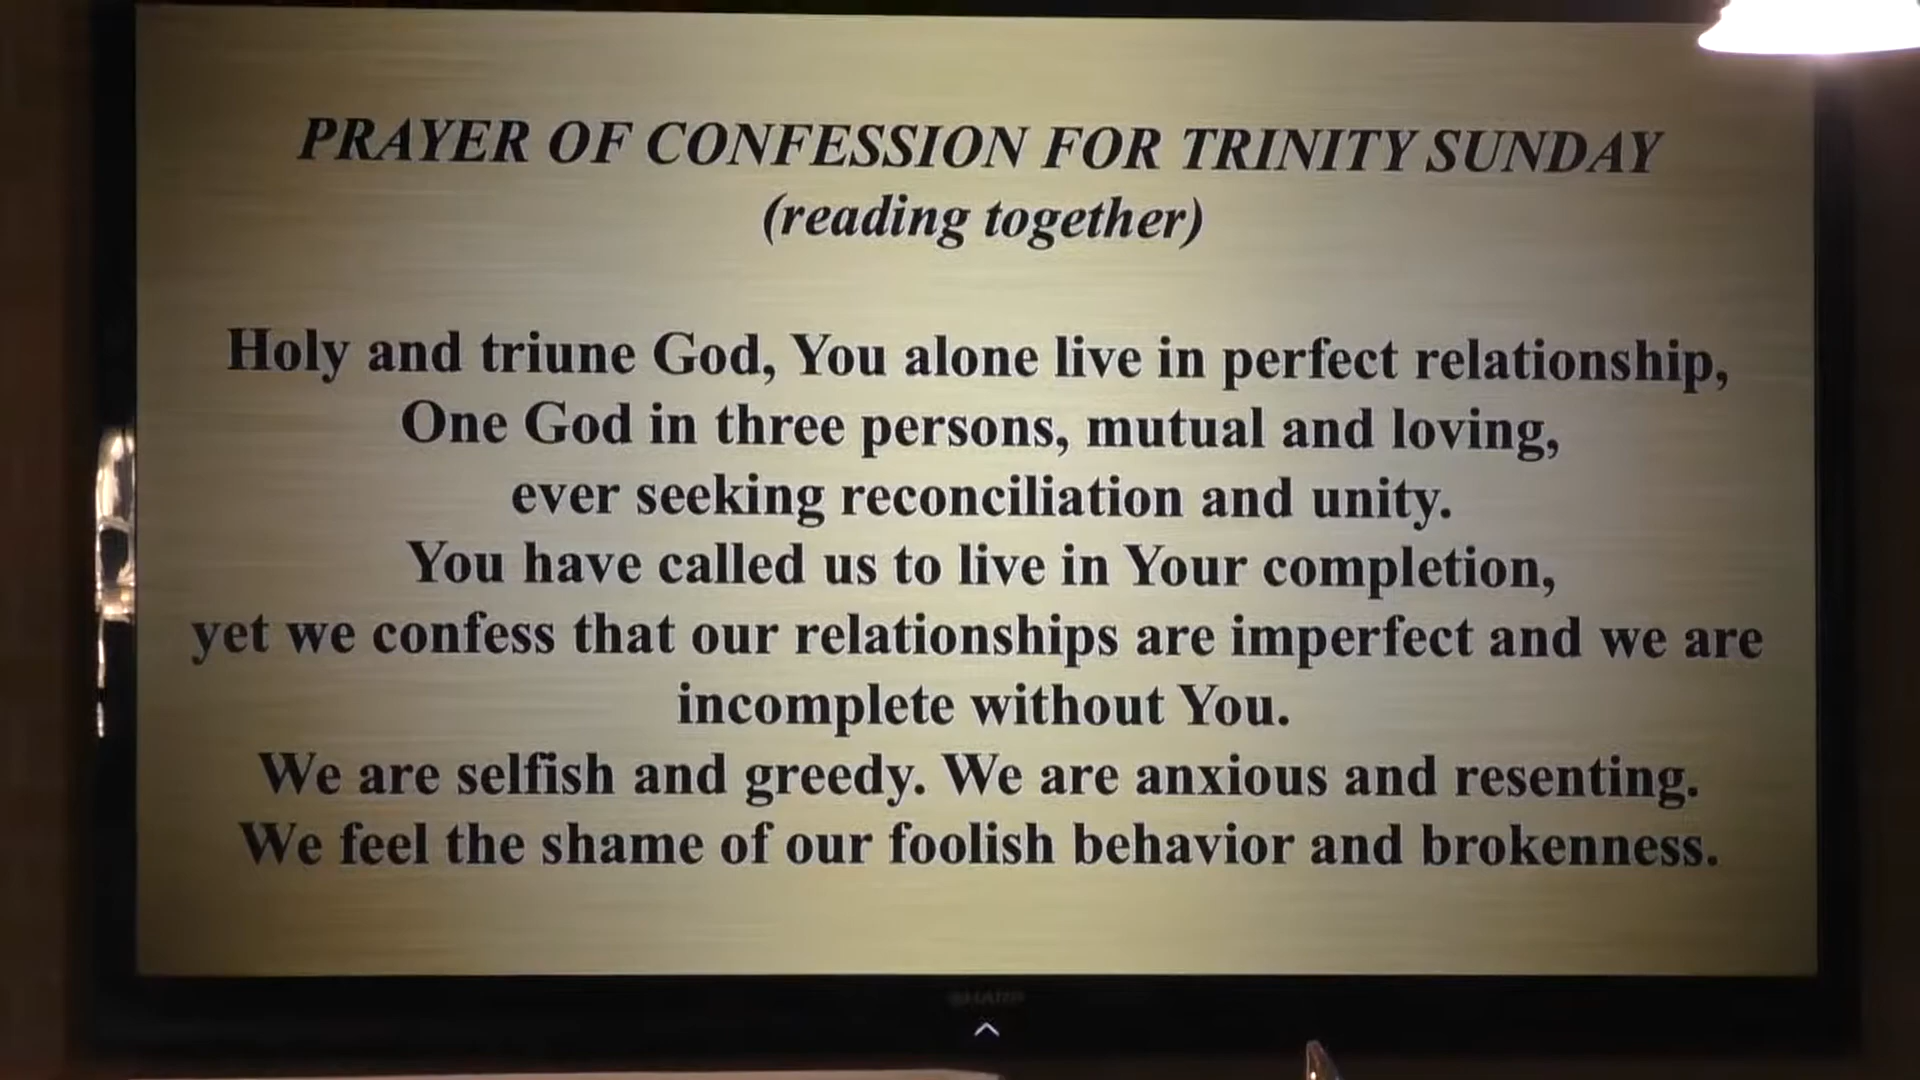 PRAYER OF CONFESSION FOR TRINITY SUNDAY
(reading together)
Holy and triune God, You alone live in perfect relationship,
One God in three persons, mutual and loving,
ever seeking reconciliation and unity.
You have called us to live in Your completion,
yet we confess that our relationships are imperfect and we are
incomplete without You.
We are selfish and greedy. We are anxious and resenting.
We feel the shame of our foolish behavior and brokenness.
SHARP